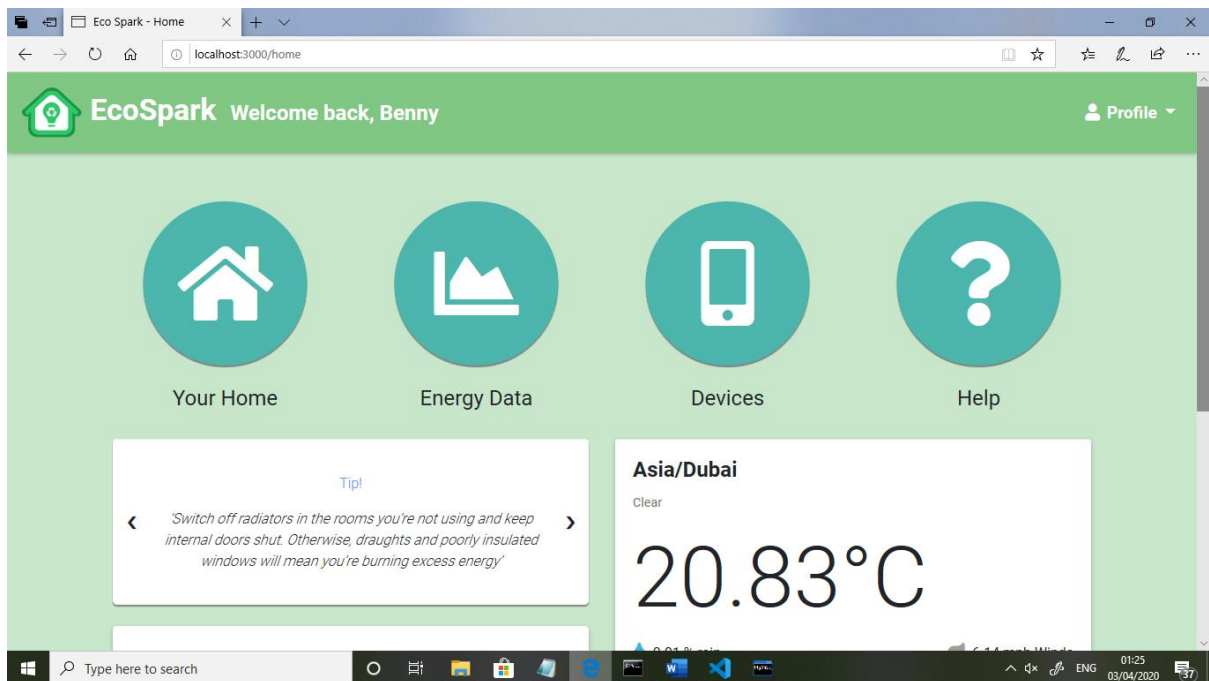 Eco Spark - Home
localhost:3000/home
EcoSpark Welcome back, Benny
Profile
Your Home
Energy Data
Devices
Help
Tip!
'Switch off radiators in the rooms you're not using and keep
internal doors shut. Otherwise, draughts and poorly insulated
windows will mean you're burning excess energy'
Asia/Dubai
Clear
20.83°C
Type here to search
ENG
01:25
03/04/2020
37